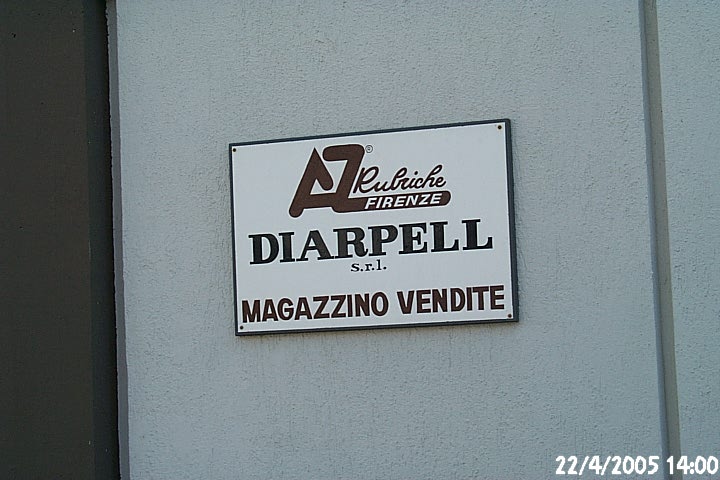 AZ® Rubriche
FIRENZE
DIARPELL
s.r.l.
MAGAZZINO VENDITE
22/4/2005 14:00